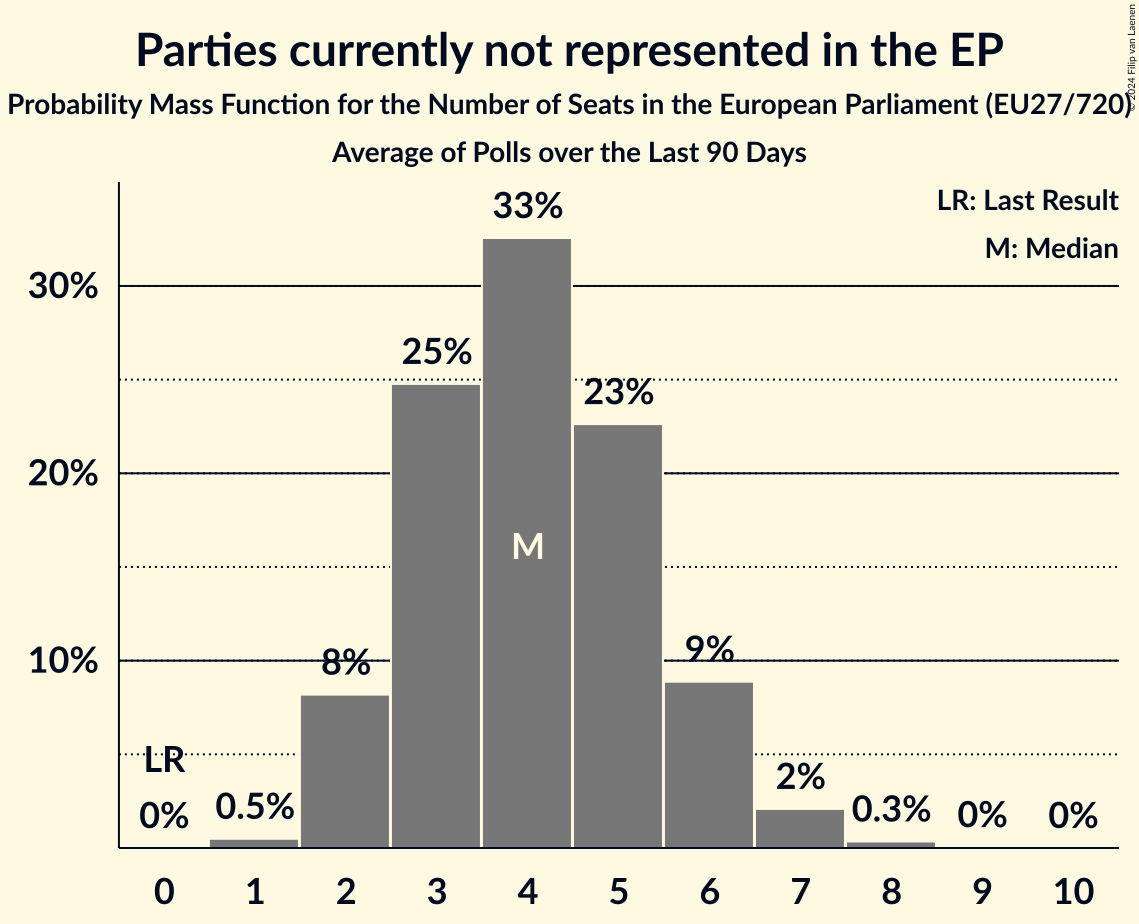 Parties currently not represented in the EP
Probability Mass Function for the Number of Seats in the European Parliament (EU27/720)
Average of Polls over the Last 90 Days
© 2024 Filip van Laenen
LR: Last Result
M: Median
33%
30%
25%
23%
20%
M
10%
8%
9%
LR
0%
0.5%
2%
0.3%
0%
0%
0 1 2 3 4 5 6 7 8 9 10